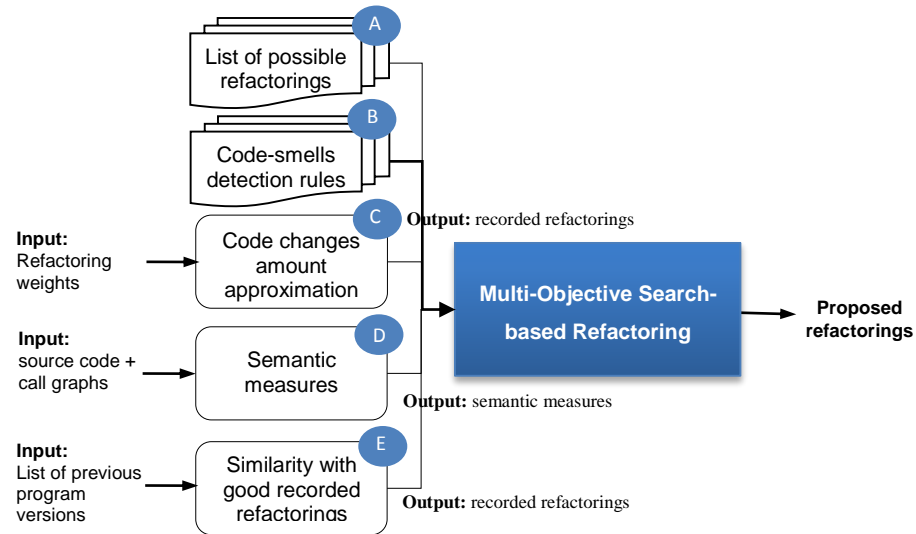 A
List of possible
refactorings
B
Code-smells
detection rules
C
Output: recorded refactorings
Input:
Refactoring
weights
Code changes
amount
approximation
Multi-Objective Search-
based Refactoring
Proposed
refactorings
D
Input:
source code +
call graphs
Semantic
measures
Output: semantic measures
E
Input:
List of previous
program
versions
Similarity with
good recorded
refactorings
Output: recorded refactorings